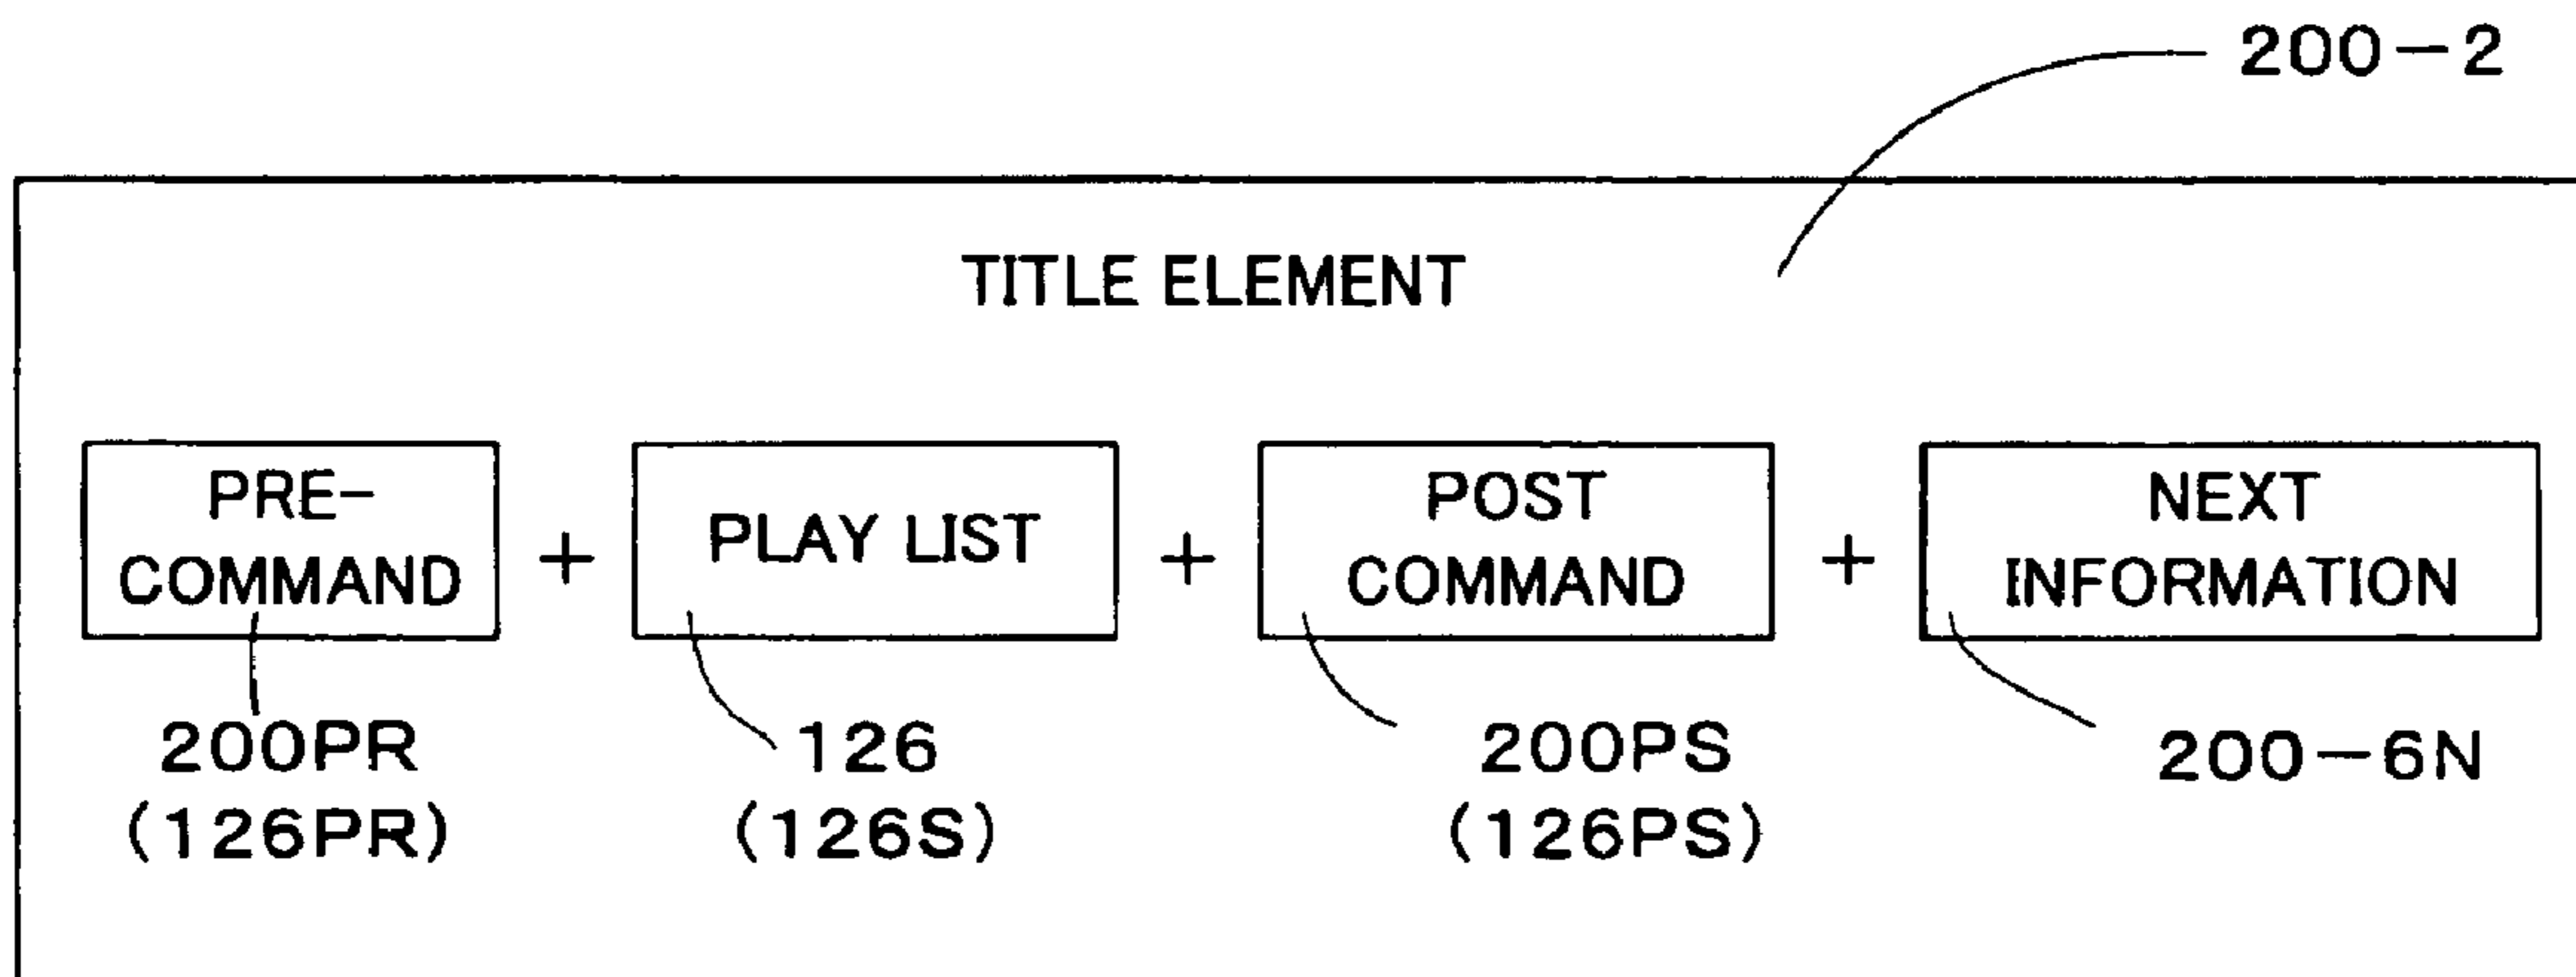 200-2
TITLE ELEMENT
PRE-
COMMAND
+
PLAY LIST
+
POST
COMMAND
+
NEXT
INFORMATION
200PR
(126PR)
126
(126S)
200PS
(126PS)
200-6N